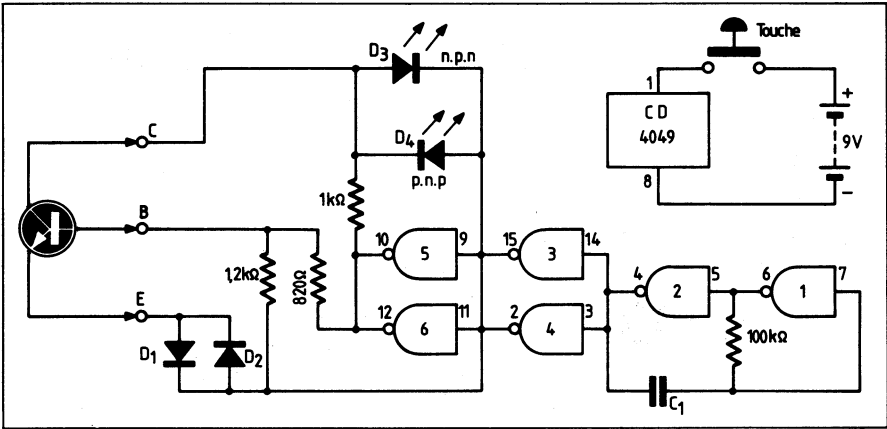 D3
n.p.n
C
D4
p.n.p
1kΩ
B
1,2kΩ
820Ω
E
D1
D2
10
5
9
12
6
11
15
3
14
2
4
3
4
2
5
6
1
7
100kΩ
C1
Touche
1
CD
4049
8
+
9V
−